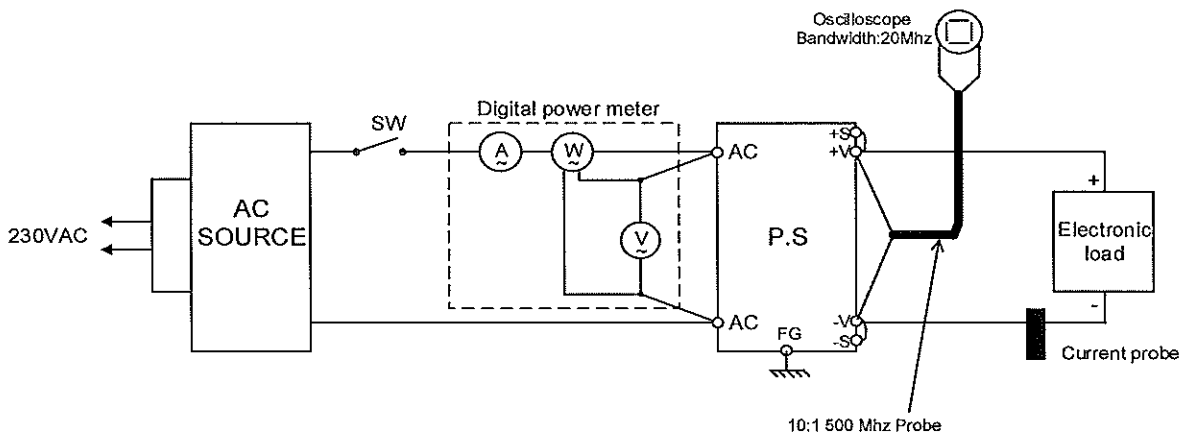 Oscilloscope
Bandwidth:20Mhz
Digital power meter
SW
A
W
AC
+S
+V
+
230VAC
AC
SOURCE
V
P.S
Electronic
load
-
AC
FG
-V
-S
Current probe
10:1 500 Mhz Probe